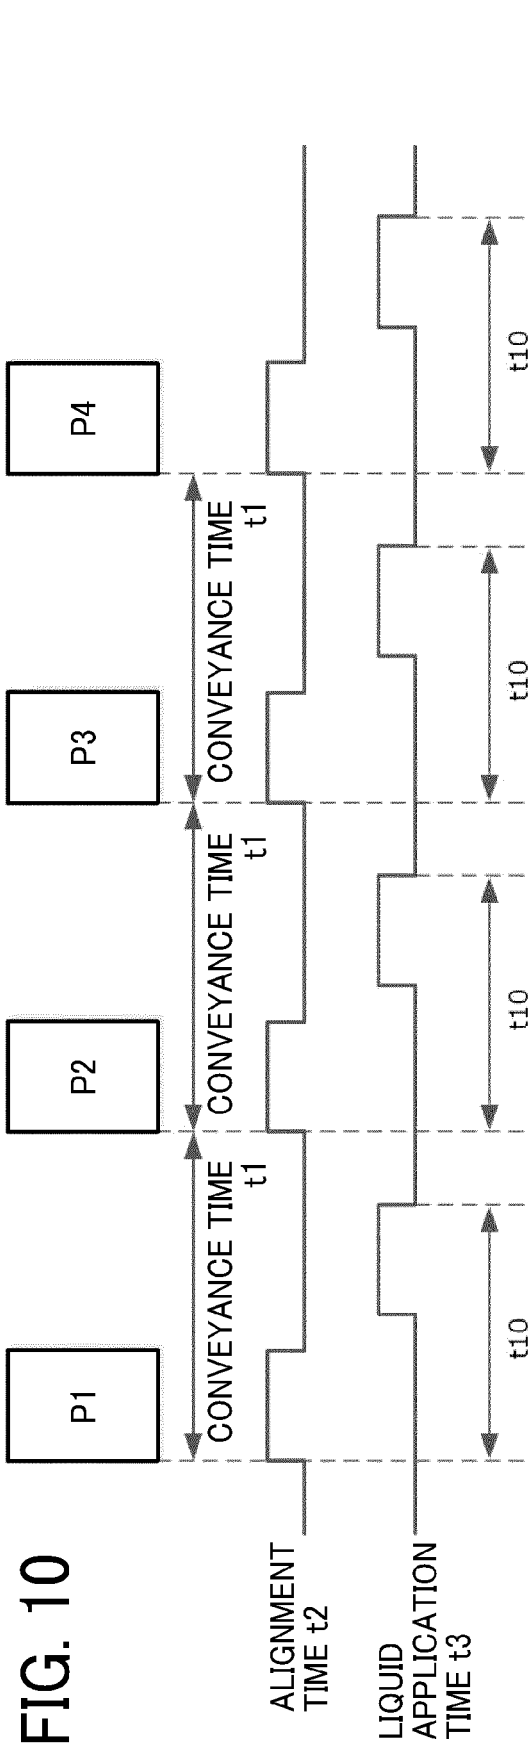 FIG. 10
P1
P2
P3
P4
CONVEYANCE TIME
t1
CONVEYANCE TIME
t1
CONVEYANCE TIME
t1
ALIGNMENT
TIME t2
LIQUID
APPLICATION
TIME t3
t10
t10
t10
t10